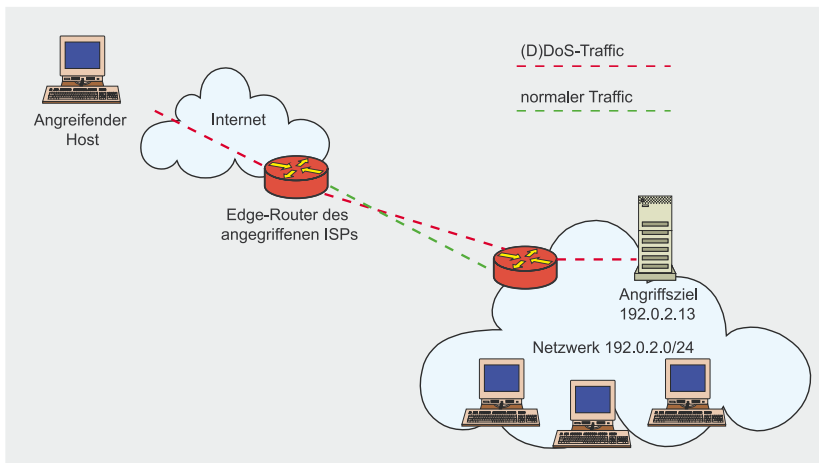 (D)DoS-Traffic
normaler Traffic
Angreifender
Host
Internet
Edge-Router des
angegriffenen ISPs
Angriffsziel
192.0.2.13
Netzwerk 192.0.2.0/24